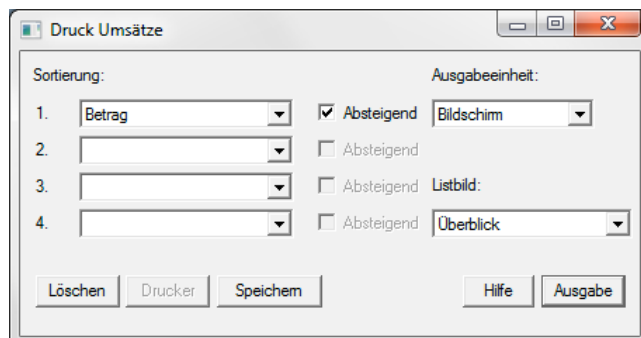 Druck Umsätze
Sortierung: Ausgabeeinheit:
1. Betrag Absteigend Bildschirm
2. Absteigend
3. Absteigend Listbild:
4. Absteigend Überblick
Löschen Drucker Speichern Hilfe Ausgabe